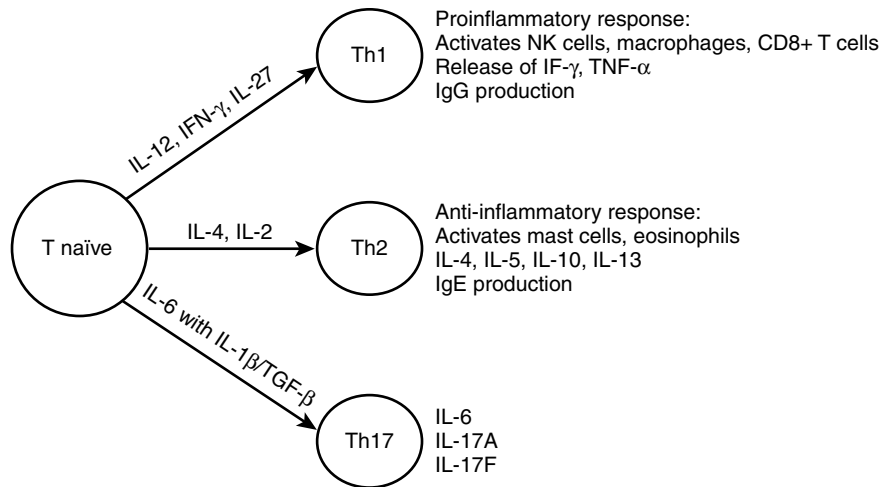 Proinflammatory response:
Th1
Activates NK cells, macrophages, CD8+ T cells
Release of IF-γ, TNF-α
IgG production
IL-12, IFN-γ, IL-27
T naïve
IL-4, IL-2
Th2
Anti-inflammatory response:
Activates mast cells, eosinophils
IL-4, IL-5, IL-10, IL-13
IgE production
IL-6 with IL-1β/TGF-β
Th17
IL-6
IL-17A
IL-17F